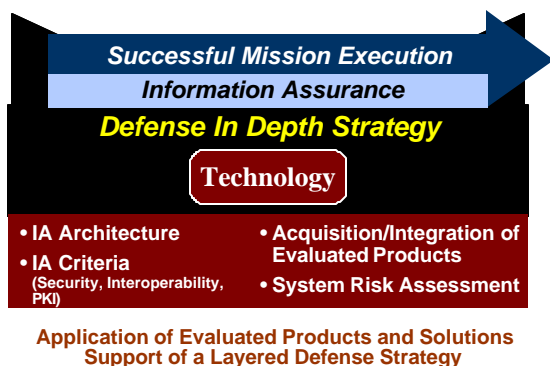 Successful Mission Execution
Information Assurance
Defense In Depth Strategy
Technology
• IA Architecture
• IA Criteria
(Security, Interoperability,
PKI)
• Acquisition/Integration of
Evaluated Products
• System Risk Assessment
Application of Evaluated Products and Solutions
Support of a Layered Defense Strategy